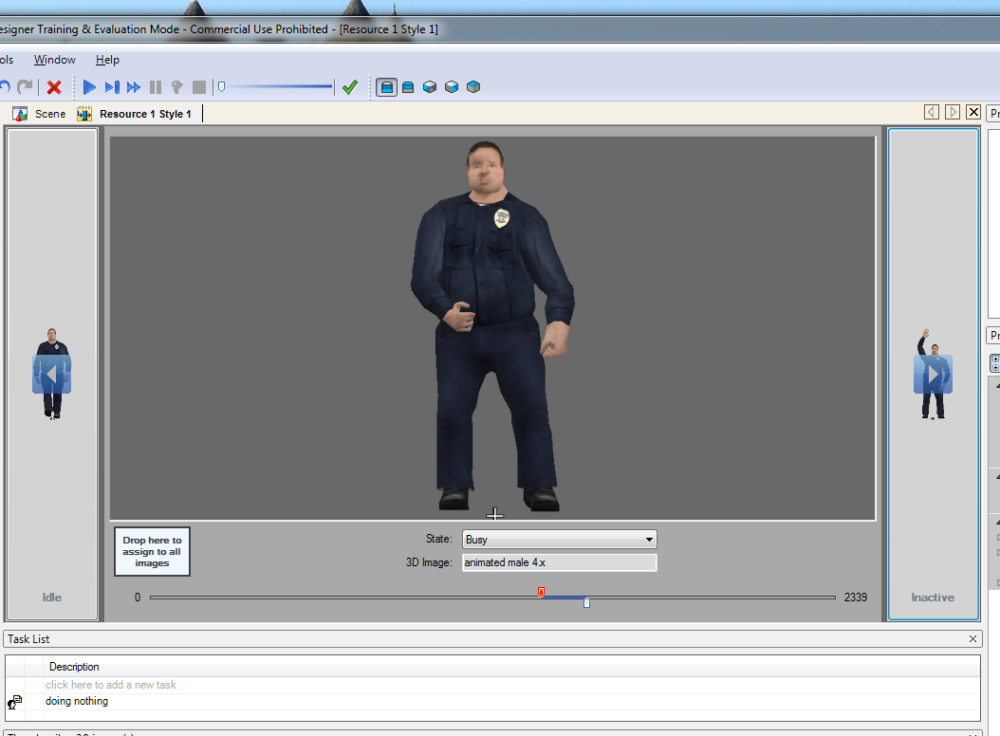 esigner Training & Evaluation Mode - Commercial Use Prohibited - [Resource 1 Style 1]
ols Window Help
Scene Resource 1 Style 1
Pr
Drop here to
assign to all
images
State: Busy
3D Image: animated male 4.x
Pr
Idle
0 2339
Inactive
Task List
Description
click here to add a new task
doing nothing